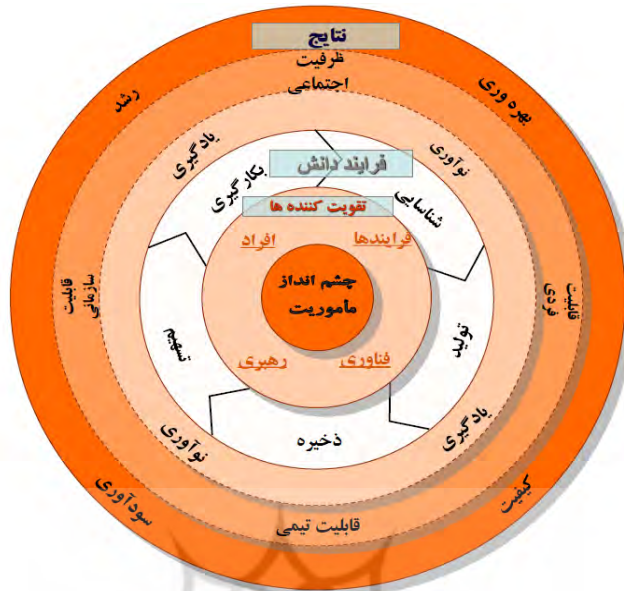 نتایج
ظرفیت
اجتماعی
رشد
بهره وری
یادگیری
نوآوری
فرایند دانش
بکارگیری
شناسایی
تقویت کننده ها
افراد
فرایندها
چشم انداز
مأموریت
قابلیت
سازمانی
قابلیت
فردی
تسهیم
تولید
رهبری
فناوری
ذخیره
نوآوری
یادگیری
سودآوری
کیفیت
قابلیت تیمی